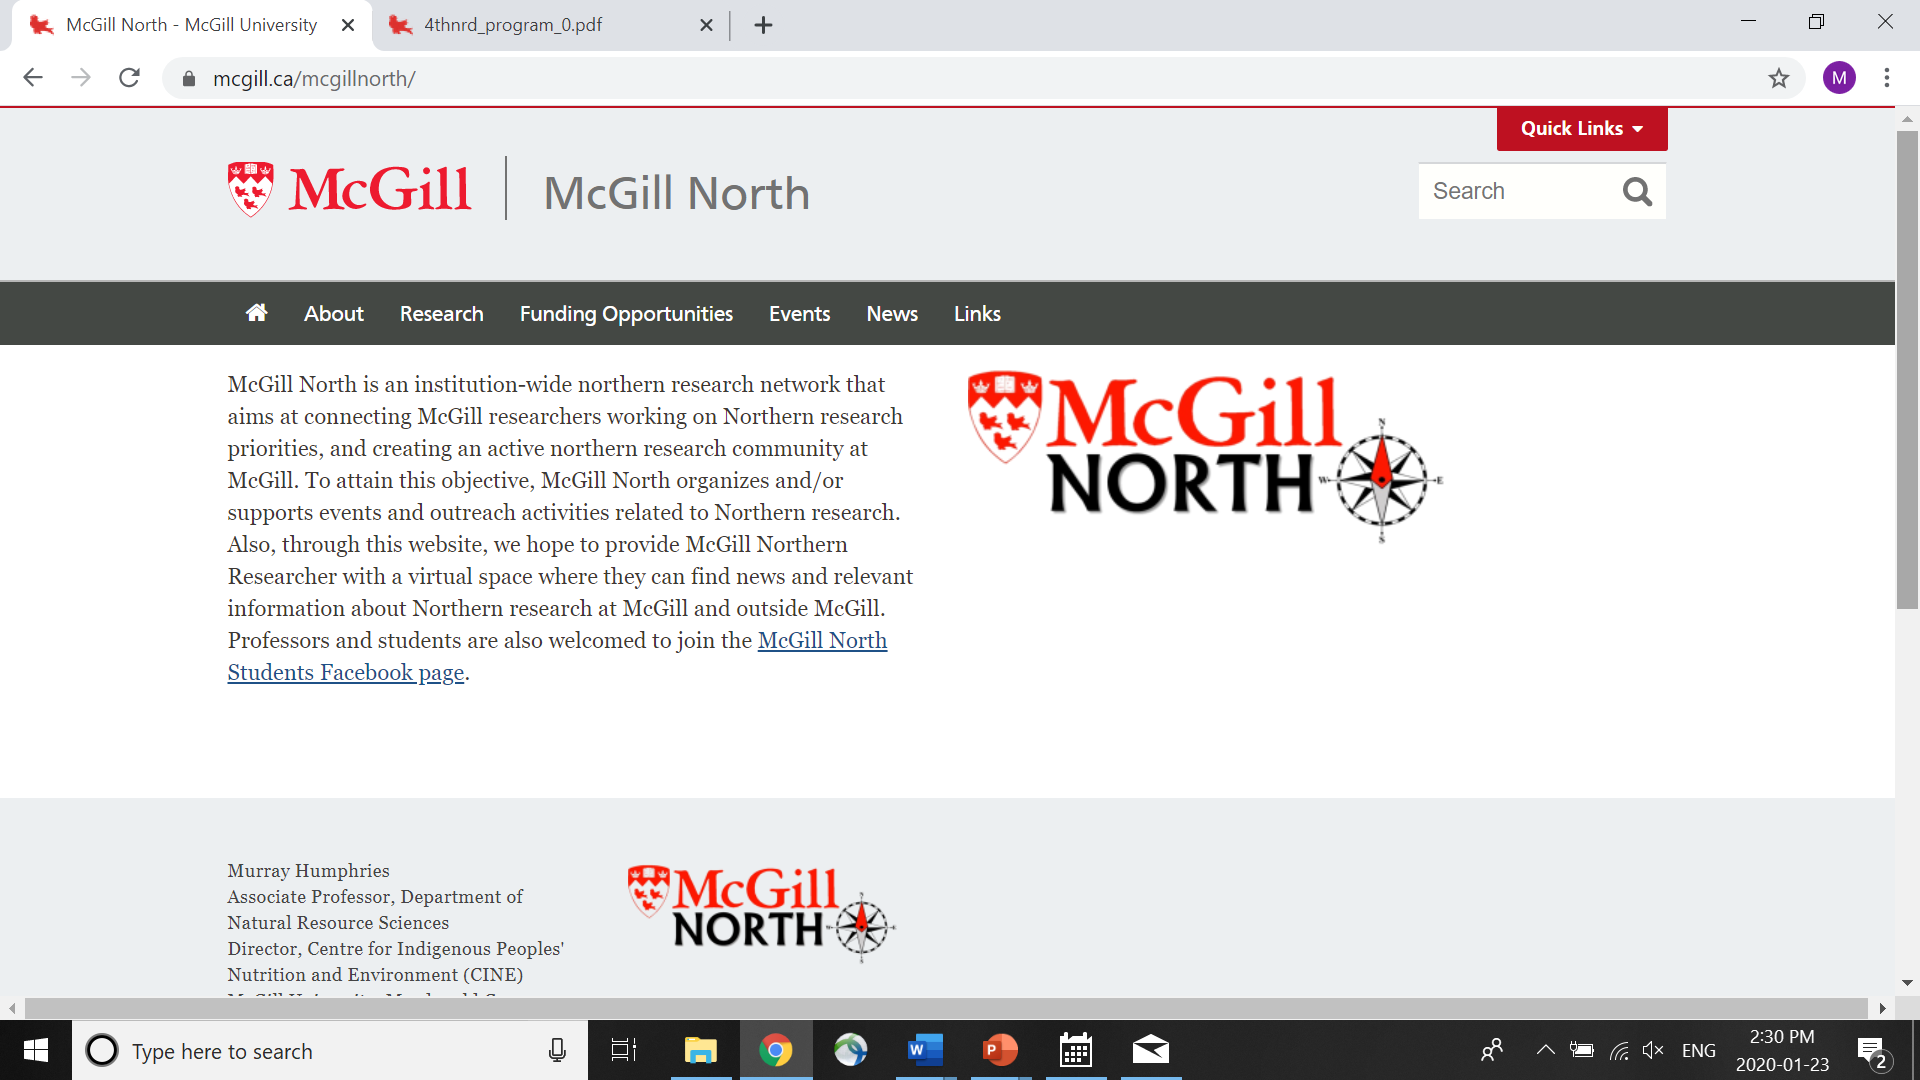 McGill North - McGill University
4thnrd_program_0.pdf
mcgill.ca/mcgillnorth/
M
Quick Links
McGill
McGill North
Search
About Research Funding Opportunities Events News Links
McGill North is an institution-wide northern research network that
aims at connecting McGill researchers working on Northern research
priorities, and creating an active northern research community at
McGill. To attain this objective, McGill North organizes and/or
supports events and outreach activities related to Northern research.
Also, through this website, we hope to provide McGill Northern
Researcher with a virtual space where they can find news and relevant
information about Northern research at McGill and outside McGill.
Professors and students are also welcomed to join the McGill North
Students Facebook page.
McGill
NORTH
N
W E
S
Murray Humphries
Associate Professor, Department of
Natural Resource Sciences
Director, Centre for Indigenous Peoples'
Nutrition and Environment (CINE)
McGill
NORTH
Type here to search
W
P
ENG
2:30 PM
2020-01-23
2